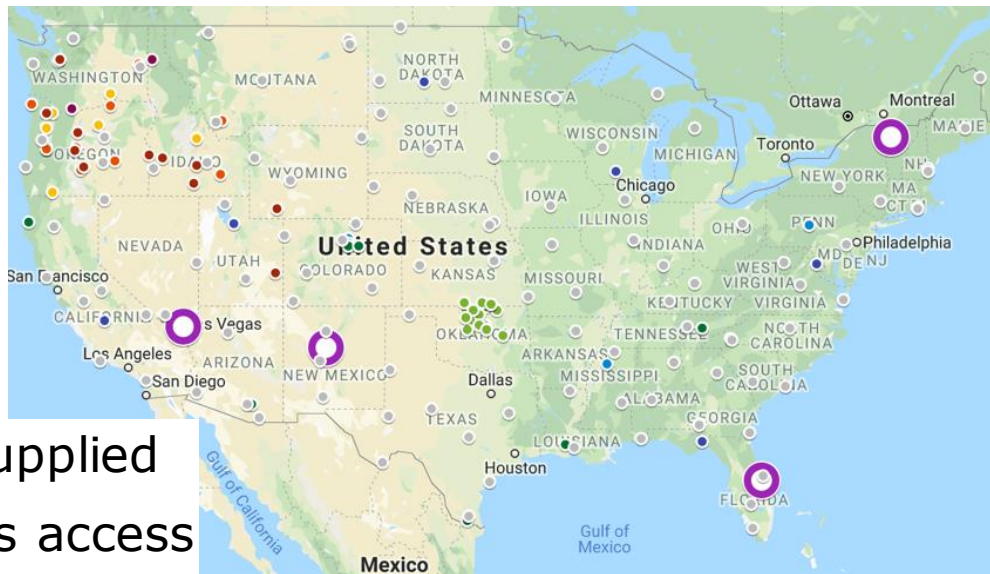 WASHINGTON
MONTANA
NORTH
DAKOTA
MINNESOTA
Ottawa
Montreal
MAINE
OREGON
IDAHO
SOUTH
DAKOTA
WISCONSIN
MICHIGAN
Toronto
NH
WYOMING
NEW YORK
MA
CT
Chicago
IOWA
NEBRASKA
ILLINOIS
INDIANA
OHIO
PENN
NEVADA
United States
Philadelphia
MD
DE
NJ
UTAH
COLORADO
KANSAS
MISSOURI
WEST
VIRGINIA
San Francisco
KENTUCKY
VIRGINIA
CALIFORNIA
s Vegas
OKLAHOMA
TENNESSEE
NORTH
CAROLINA
Los Angeles
ARIZONA
NEW MEXICO
ARKANSAS
San Diego
Dallas
MISSISSIPPI
SOUTH
CAROLINA
ALABAMA
TEXAS
GEORGIA
LOUISIANA
Houston
FLORIDA
upplied
s access
Gulf of California
Gulf of
Mexico
Mexico